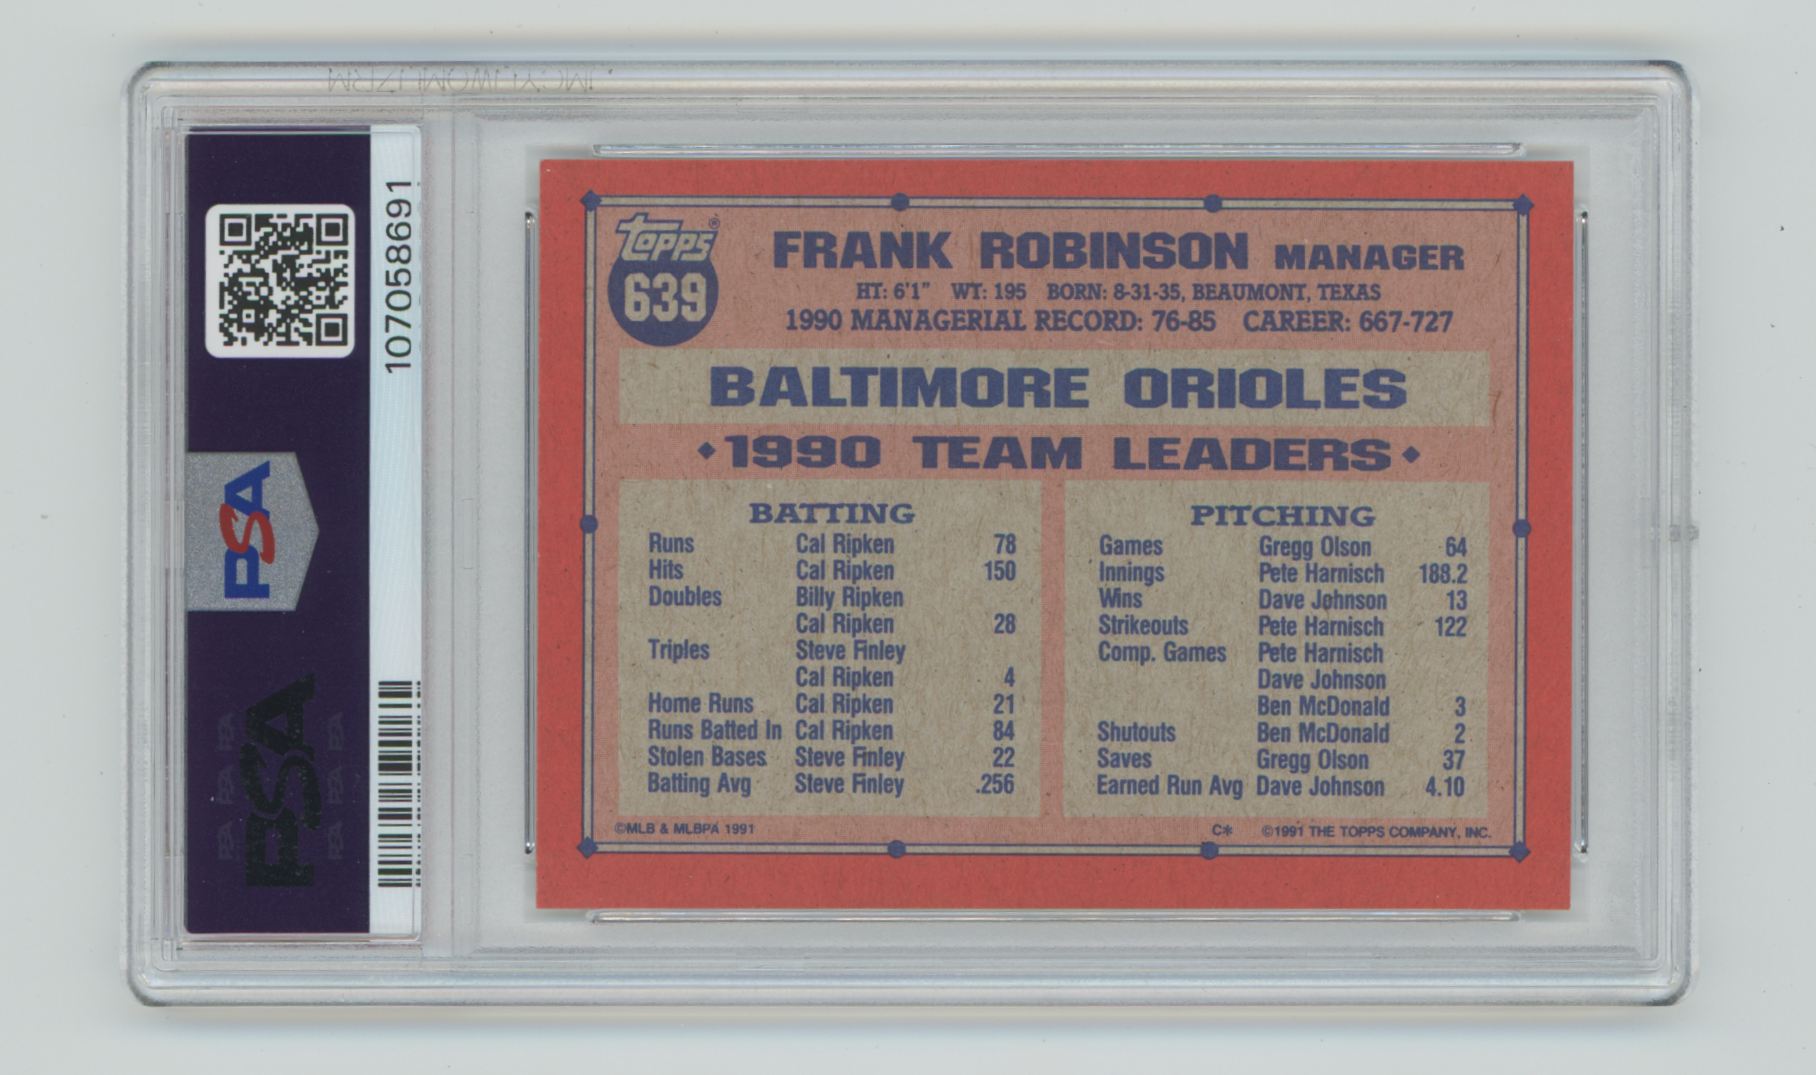 107058691
PSA
PSA
topps®
639
FRANK ROBINSON MANAGER
HT: 6'1" WT: 195 BORN: 8-31-35, BEAUMONT, TEXAS
1990 MANAGERIAL RECORD: 76-85 CAREER: 667-727
BALTIMORE ORIOLES
◆1990 TEAM LEADERS◆
BATTING
Runs Cal Ripken 78
Hits Cal Ripken 150
Doubles Billy Ripken
Cal Ripken 28
Triples Steve Finley
Cal Ripken 4
Home Runs Cal Ripken 21
Runs Batted In Cal Ripken 84
Stolen Bases Steve Finley 22
Batting Avg Steve Finley .256
PITCHING
Games Gregg Olson 64
Innings Pete Harnisch 188.2
Wins Dave Johnson 13
Strikeouts Pete Harnisch 122
Comp. Games Pete Harnisch
Dave Johnson
Ben McDonald 3
Shutouts Ben McDonald 2
Saves Gregg Olson 37
Earned Run Avg Dave Johnson 4.10
©MLB & MLBPA 1991
C* ©1991 THE TOPPS COMPANY, INC.